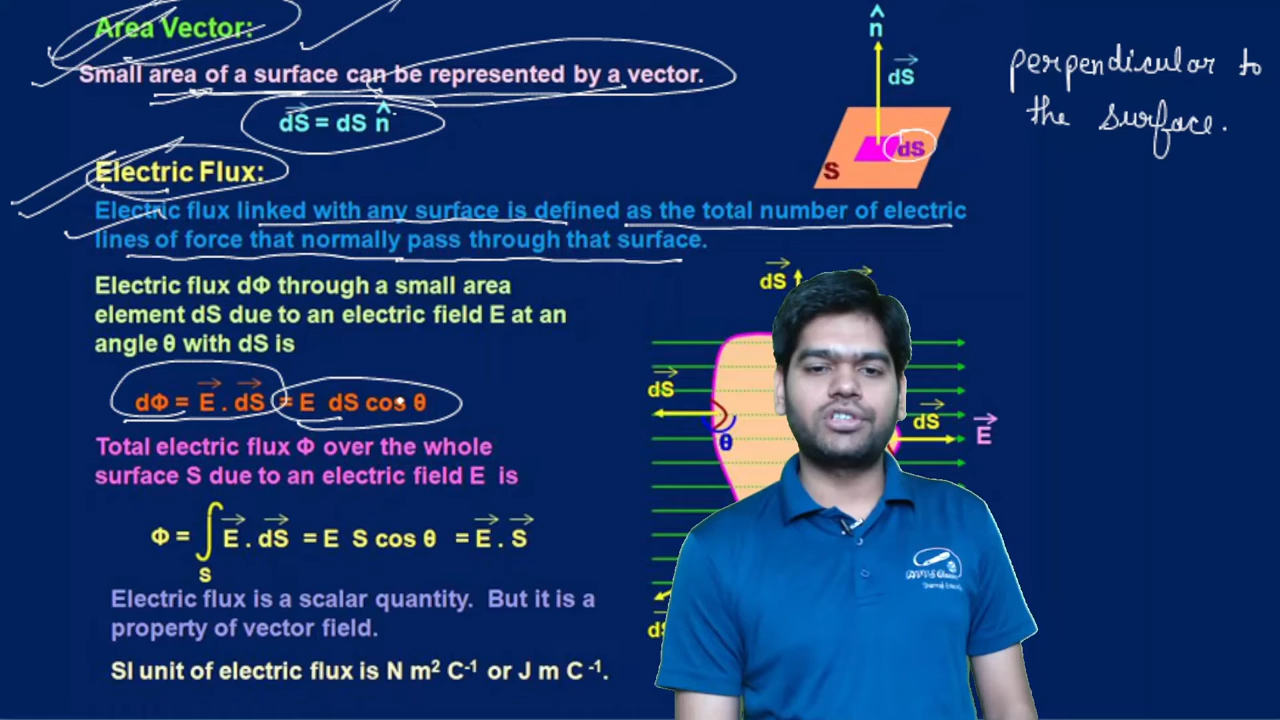 Area Vector:
Small area of a surface can be represented by a vector.
dS = dS n̂
Electric Flux:
Electric flux linked with any surface is defined as the total number of electric
lines of force that normally pass through that surface.
Electric flux dΦ through a small area
element dS due to an electric field E at an
angle θ with dS is
dΦ = E . dS = E dS cos θ
Total electric flux Φ over the whole
surface S due to an electric field E is
Φ = ∫ E . dS = E S cos θ = E . S
S
Electric flux is a scalar quantity. But it is a
property of vector field.
SI unit of electric flux is N m² C⁻¹ or J m C⁻¹.
n̂
dS
dS
S
perpendicular to
the surface.
dS
dS
θ
dS
E